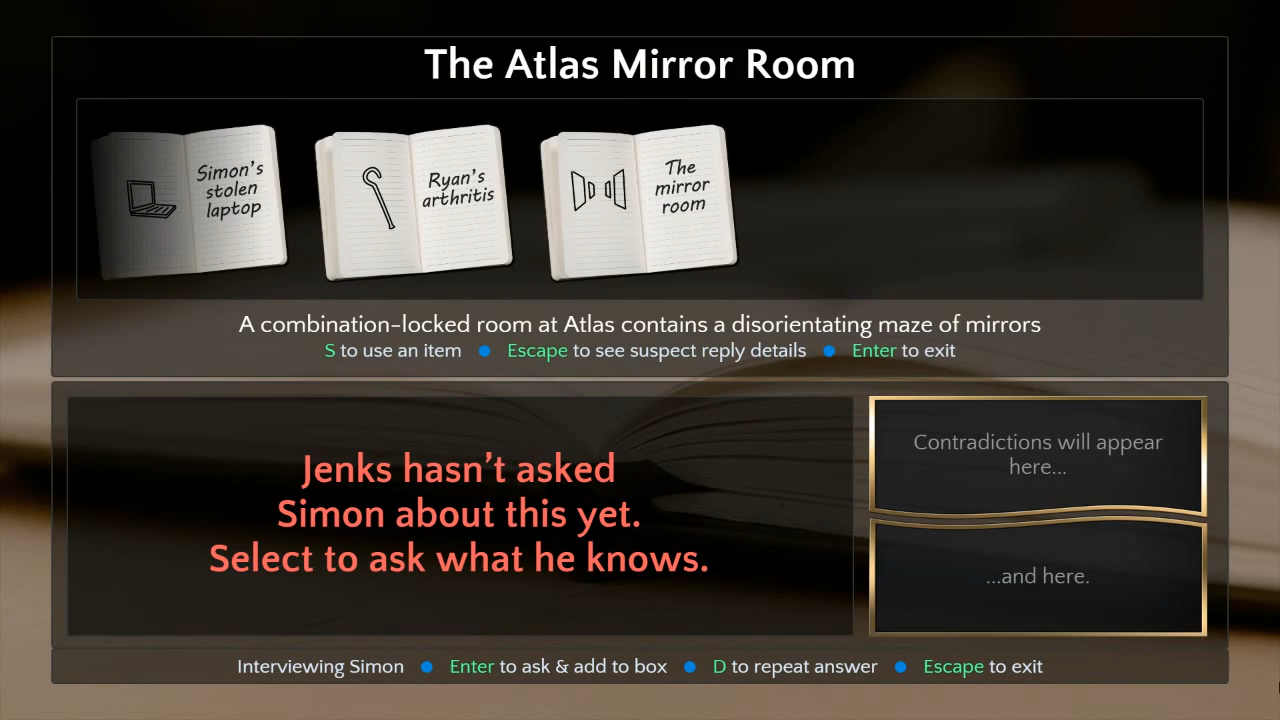 The Atlas Mirror Room
Simon's
stolen
laptop
Ryan's
arthritis
The
mirror
room
A combination-locked room at Atlas contains a disorientating maze of mirrors
S to use an item ● Escape to see suspect reply details ● Enter to exit
Jenks hasn't asked
Simon about this yet.
Select to ask what he knows.
Contradictions will appear
here...
...and here.
Interviewing Simon ● Enter to ask & add to box ● D to repeat answer ● Escape to exit